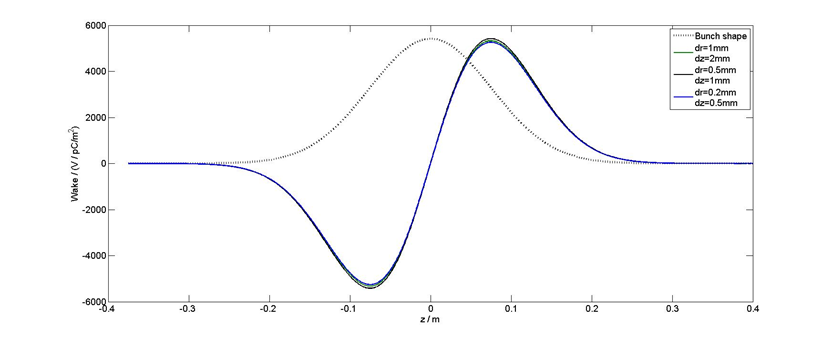 6000
4000
2000
0
-2000
-4000
-6000
Wake / (V / pC/m²)
-0.4
-0.3
-0.2
-0.1
0
0.1
0.2
0.3
0.4
z / m
Bunch shape
dr=1mm
dz=2mm
dr=0.5mm
dz=1mm
dr=0.2mm
dz=0.5mm